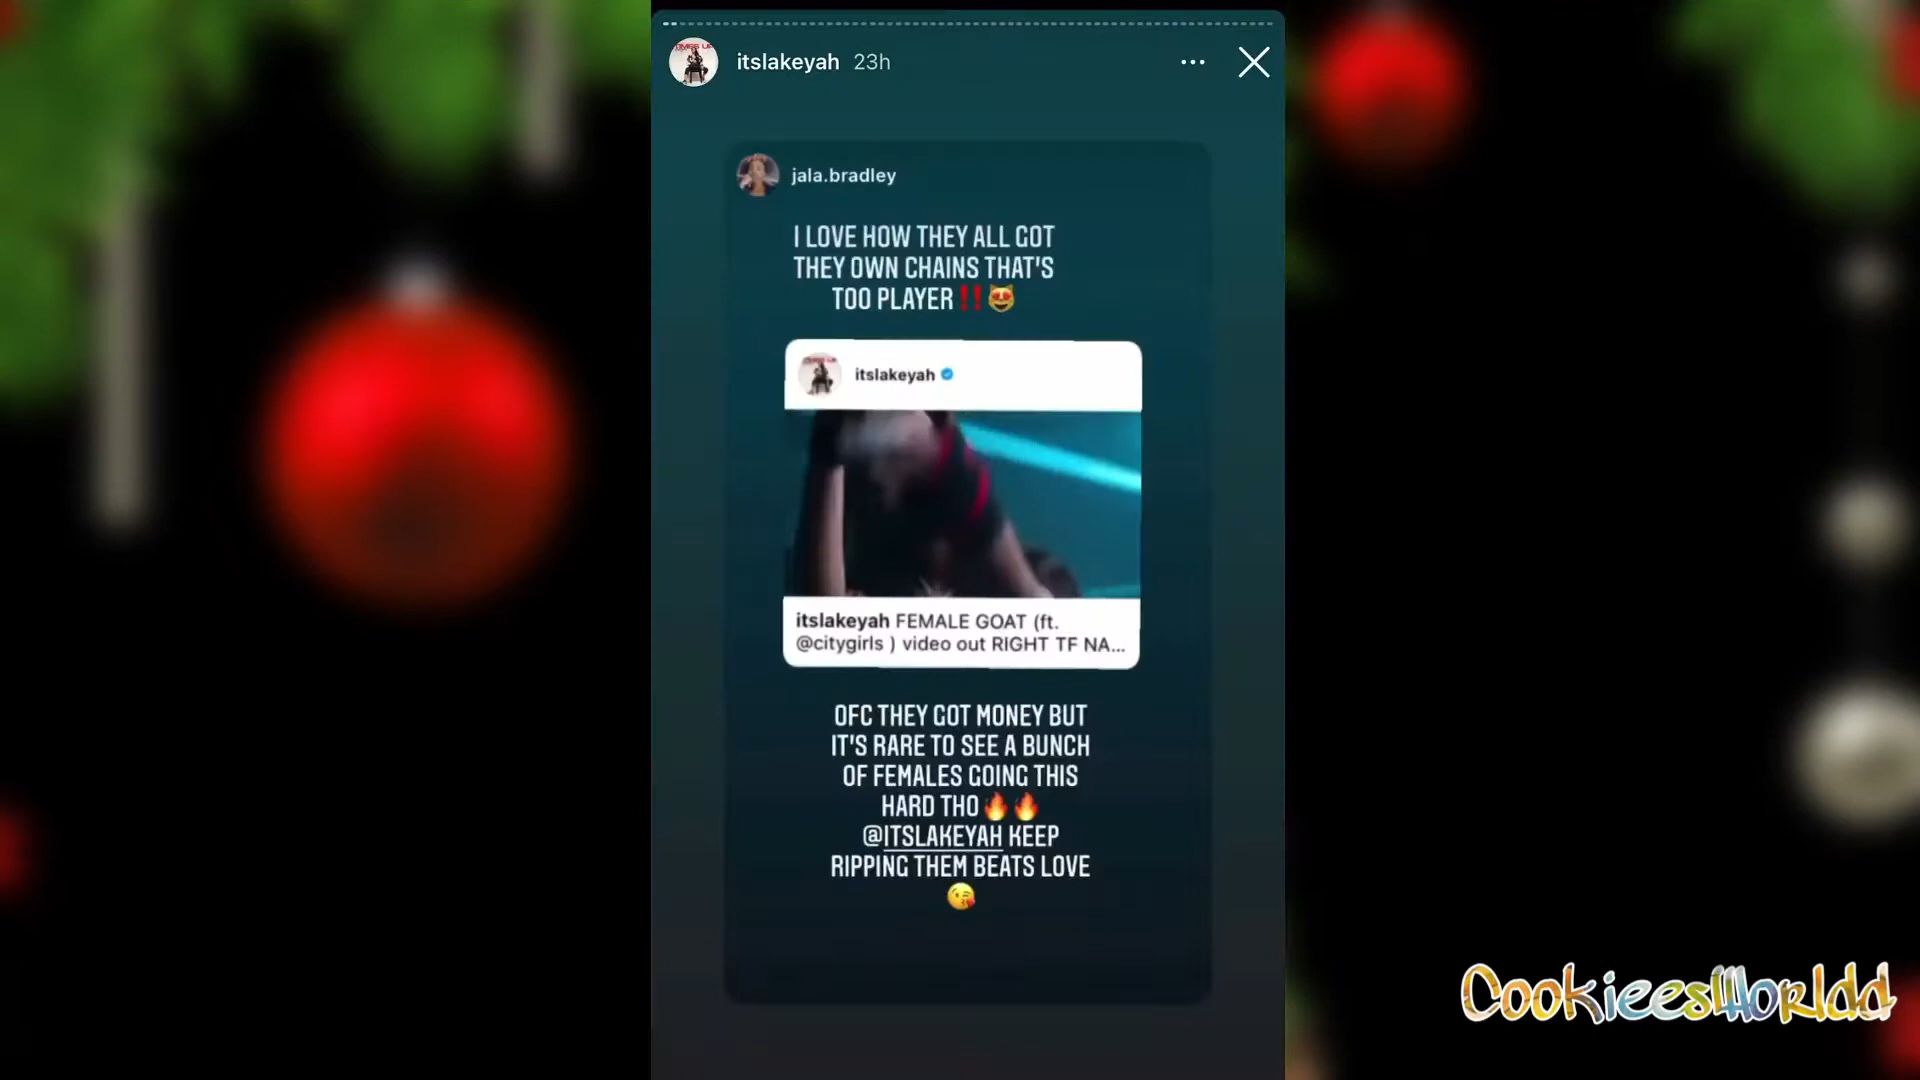 itslakeyah 23h
jala.bradley
I LOVE HOW THEY ALL GOT
THEY OWN CHAINS THAT'S
TOO PLAYER‼️😻
itslakeyah
itslakeyah FEMALE GOAT (ft.
@citygirls ) video out RIGHT TF NA...
OFC THEY GOT MONEY BUT
IT'S RARE TO SEE A BUNCH
OF FEMALES GOING THIS
HARD THO🔥🔥
@ITSLAKEYAH KEEP
RIPPING THEM BEATS LOVE
😘
CookieesWorldd